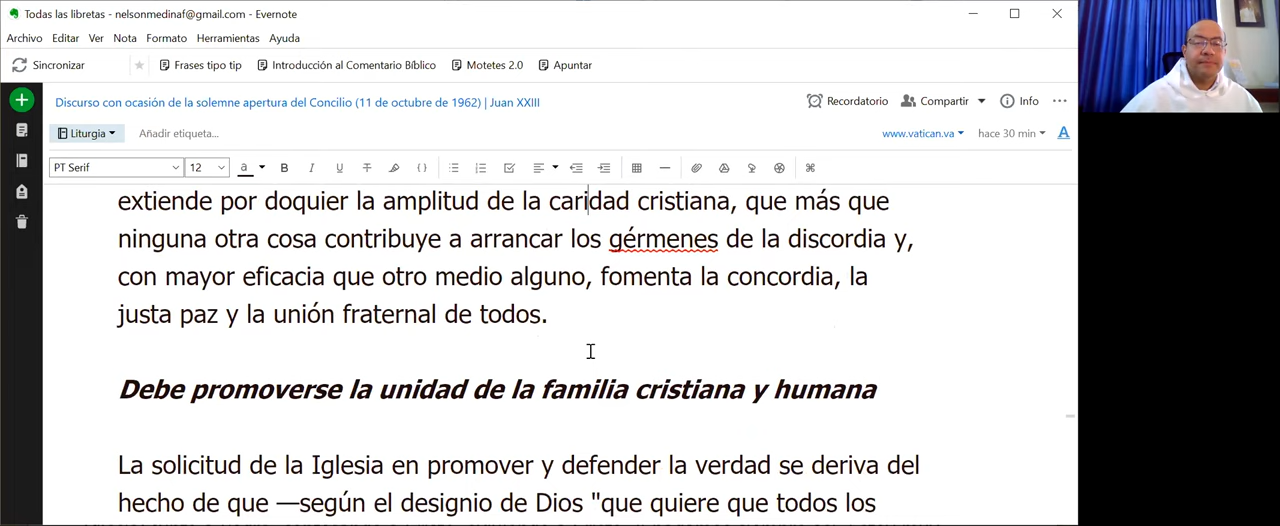 Todas las libretas - nelsonmedinaf@gmail.com - Evernote
Archivo Editar Ver Nota Formato Herramientas Ayuda
Sincronizar Frases tipo tip Introducción al Comentario Bíblico Motetes 2.0 Apuntar
Discurso con ocasión de la solemne apertura del Concilio (11 de octubre de 1962) | Juan XXIII Recordatorio Compartir Info
Liturgia Añadir etiqueta... www.vatican.va hace 30 min A
PT Serif 12 a B I U T { }
extiende por doquier la amplitud de la caridad cristiana, que más que
ninguna otra cosa contribuye a arrancar los gérmenes de la discordia y,
con mayor eficacia que otro medio alguno, fomenta la concordia, la
justa paz y la unión fraternal de todos.
Debe promoverse la unidad de la familia cristiana y humana
La solicitud de la Iglesia en promover y defender la verdad se deriva del
hecho de que —según el designio de Dios "que quiere que todos los